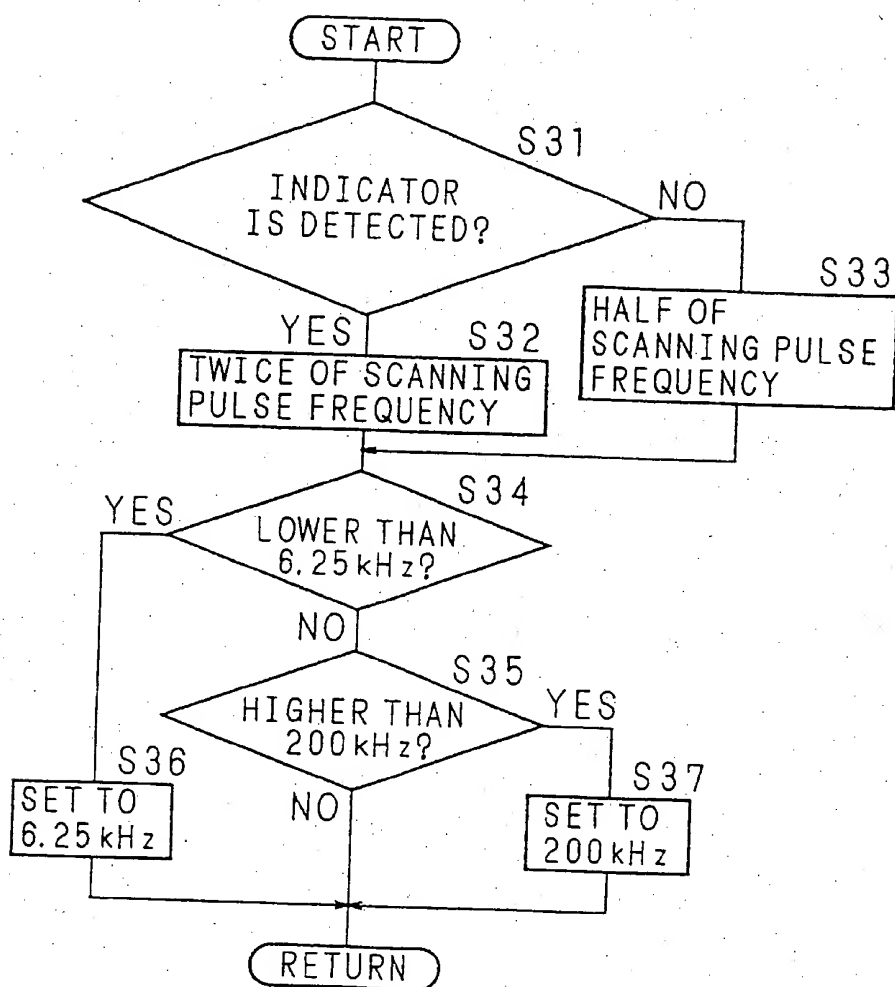 START
S31
INDICATOR
IS DETECTED?
NO
S33
HALF OF
SCANNING PULSE
FREQUENCY
YES
S32
TWICE OF SCANNING
PULSE FREQUENCY
S34
YES
LOWER THAN
6.25kHz?
NO
S35
HIGHER THAN
200kHz?
YES
S36
SET TO
6.25kHz
NO
S37
SET TO
200kHz
RETURN